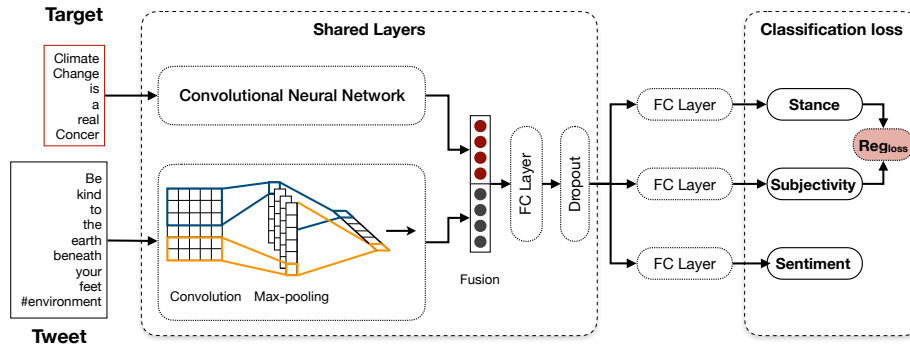 Target
Shared Layers
Classification loss
Climate
Change
is
a
real
Concer
Convolutional Neural Network
FC Layer
Stance
Regloss
FC Layer
Dropout
FC Layer
Subjectivity
Be
kind
to
the
earth
beneath
your
feet
#environment
Convolution
Max-pooling
Fusion
FC Layer
Sentiment
Tweet